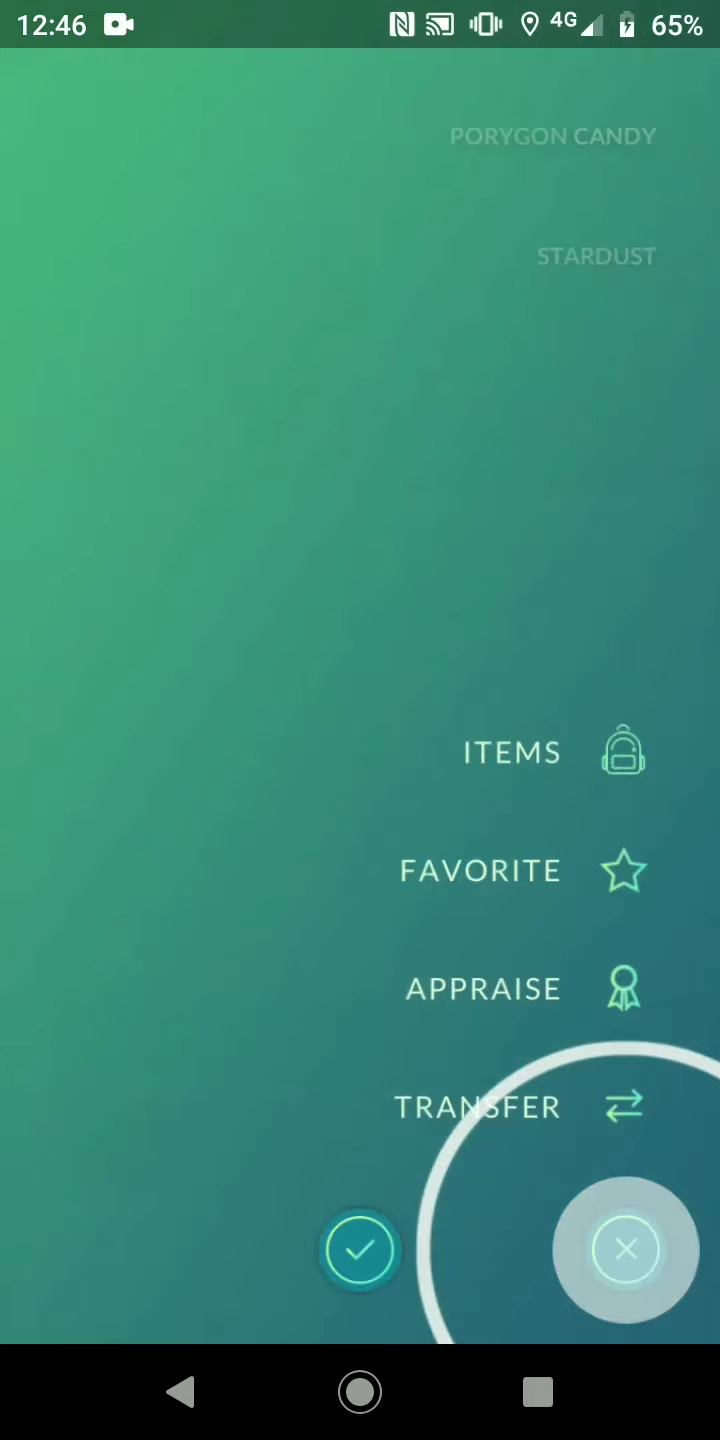 12:46 4G 65%
PORYGON CANDY
STARDUST
ITEMS
FAVORITE
APPRAISE
TRANSFER